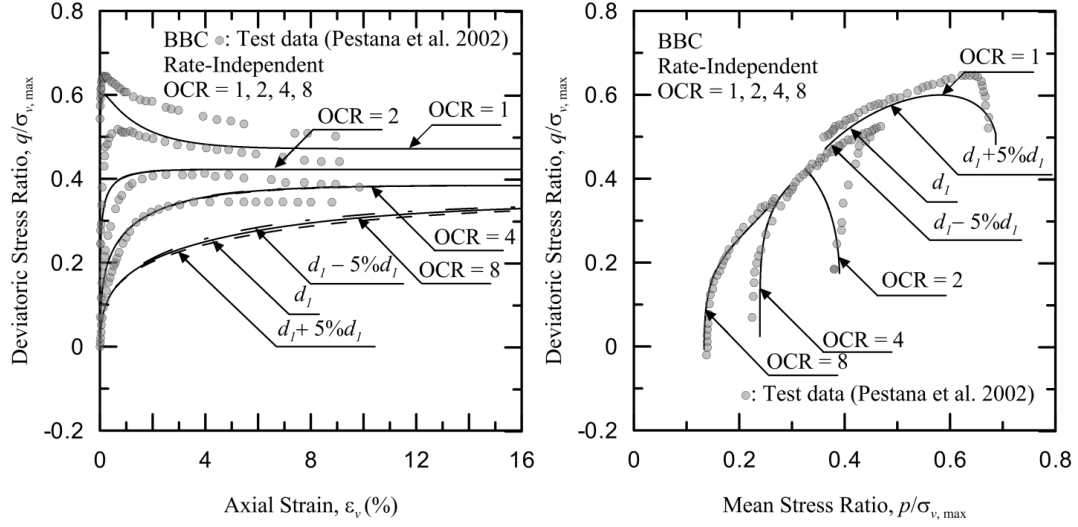 BBC : Test data (Pestana et al. 2002)
Rate-Independent
OCR = 1, 2, 4, 8
OCR = 2
OCR = 1
OCR = 4
OCR = 8
d1 – 5%d1
d1
d1 + 5%d1
0.8
0.6
0.4
0.2
0
-0.2
0
4
8
12
16
Deviatoric Stress Ratio, q/σv, max
Axial Strain, εv (%)
BBC
Rate-Independent
OCR = 1, 2, 4, 8
OCR = 1
d1+5%d1
d1
d1 – 5%d1
OCR = 2
OCR = 4
OCR = 8
: Test data (Pestana et al. 2002)
0.8
0.6
0.4
0.2
0
-0.2
0
0.2
0.4
0.6
0.8
Deviatoric Stress Ratio, q/σv, max
Mean Stress Ratio, p/σv, max